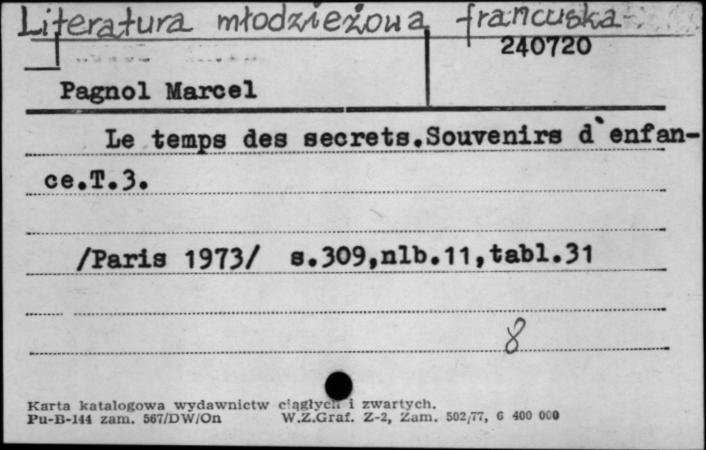 Literatura młodzieżowa francuska
240720
Pagnol Marcel
Le temps des secrets.Souvenirs d`enfan-
ce.T.3.
/Paris 1973/ s.309,nlb.11,tabl.31
8
Karta katalogowa wydawnictw ciągłych i zwartych.
Pu-B-144 zam. 567/DW/On W.Z.Graf. Z-2, Zam. 502/77, 6 400 000